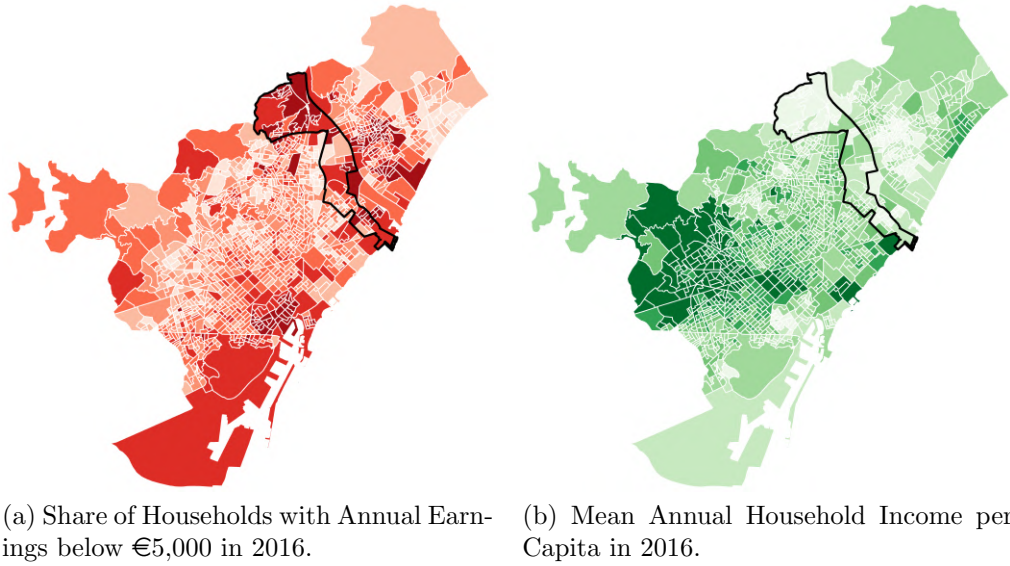 (a) Share of Households with Annual Earn-
ings below €5,000 in 2016.
(b) Mean Annual Household Income per
Capita in 2016.